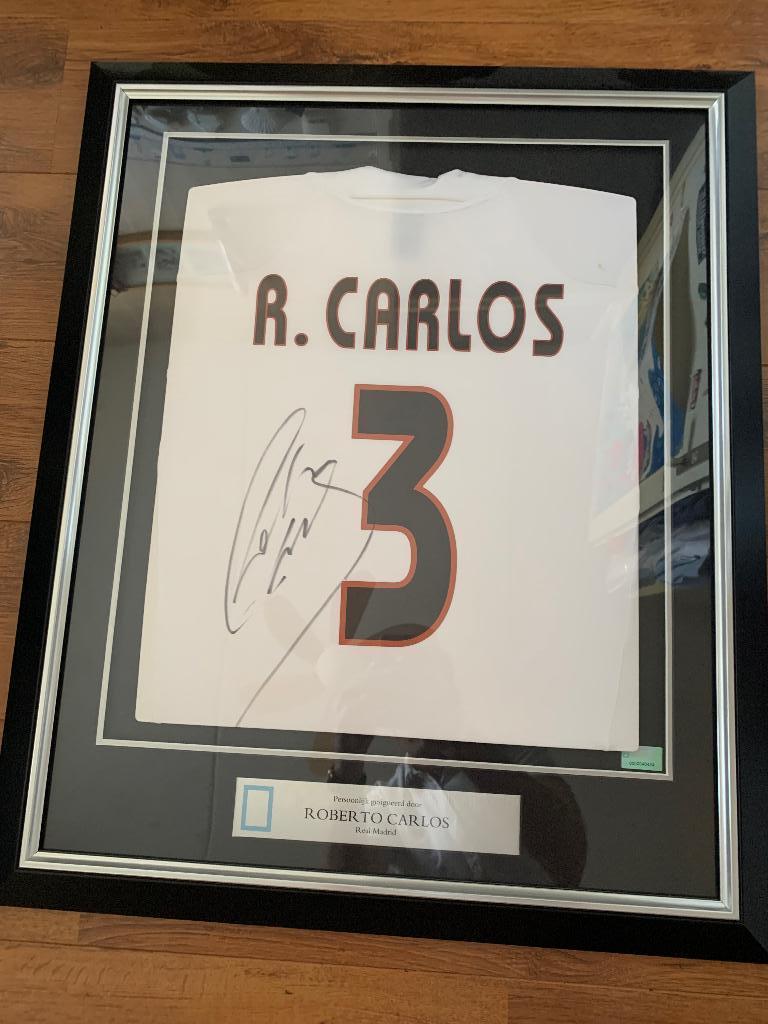 R. CARLOS
3
Persoonlijk gesigneerd door
ROBERTO CARLOS
Real Madrid